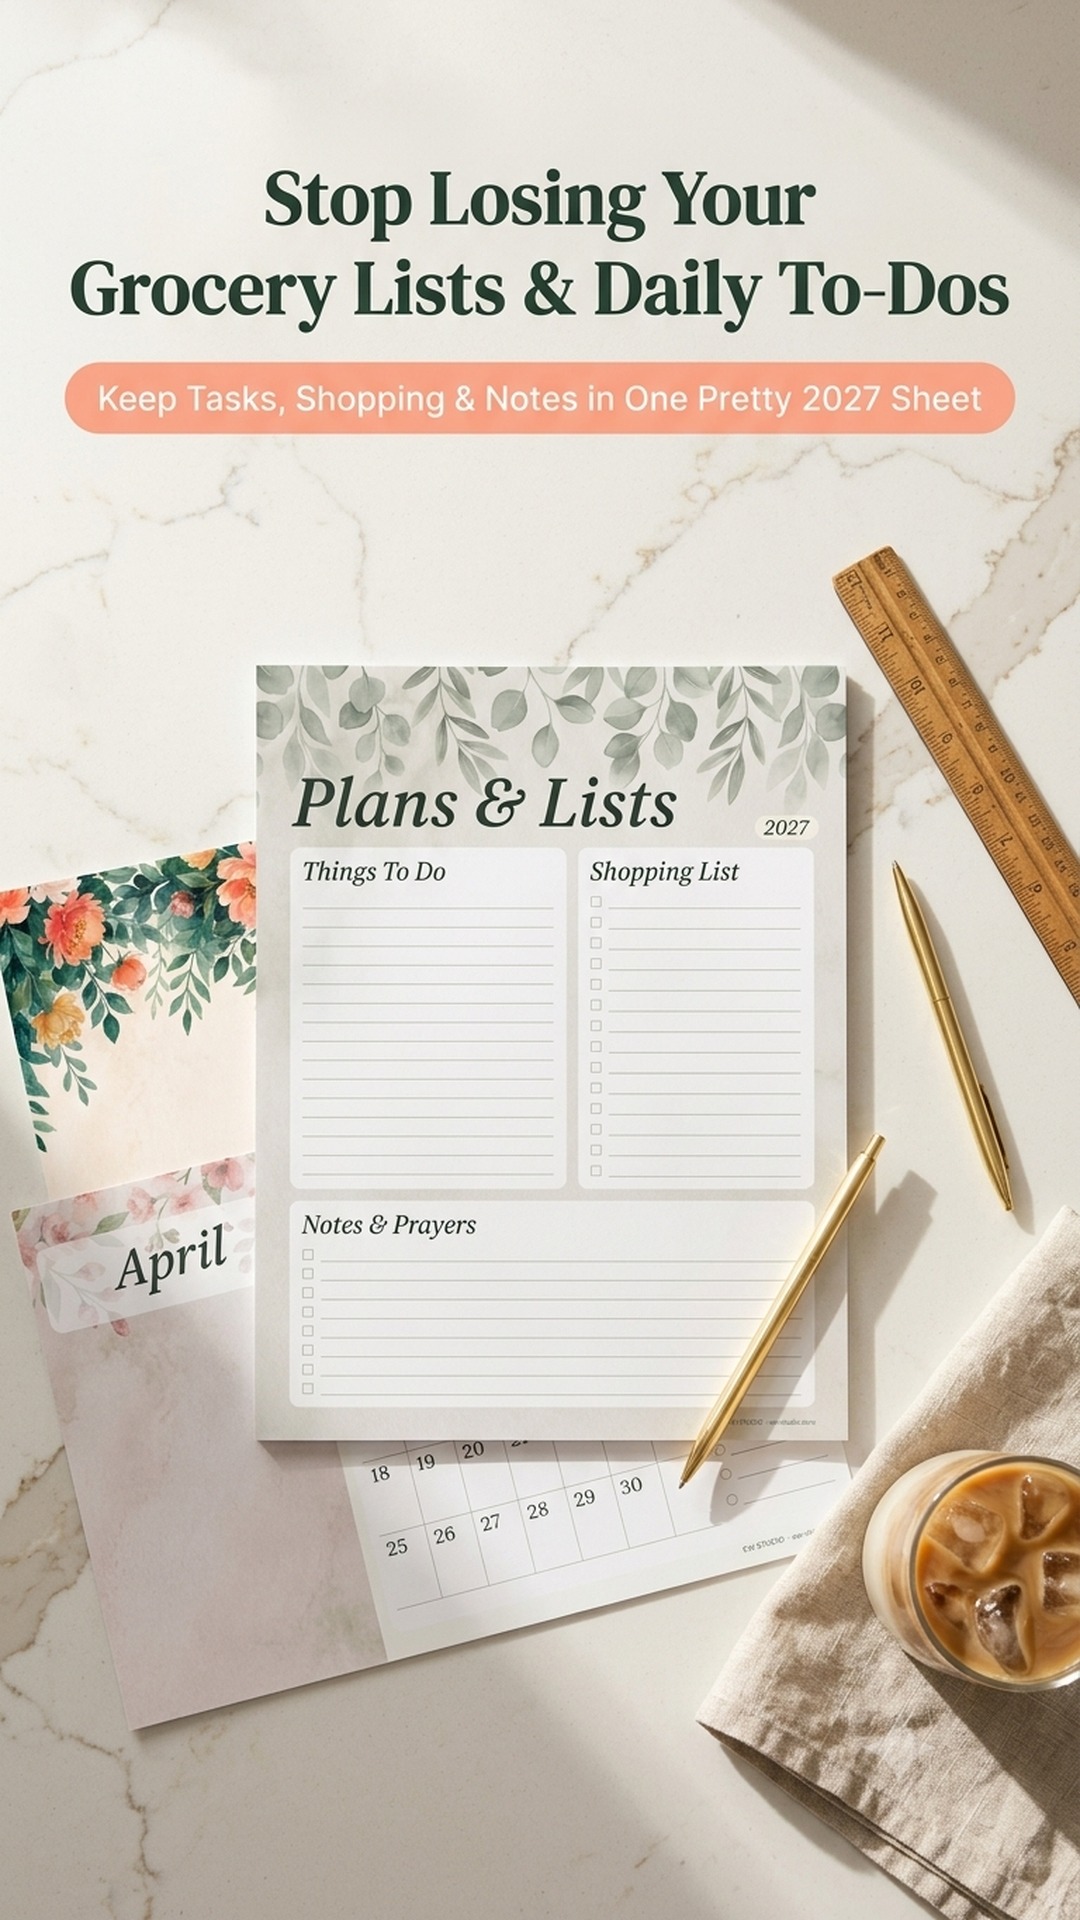 Stop Losing Your
Grocery Lists & Daily To-Dos
Keep Tasks, Shopping & Notes in One Pretty 2027 Sheet
Plans & Lists
2027
Things To Do
Shopping List
Notes & Prayers
April
18 19 20
25 26 27 28 29 30